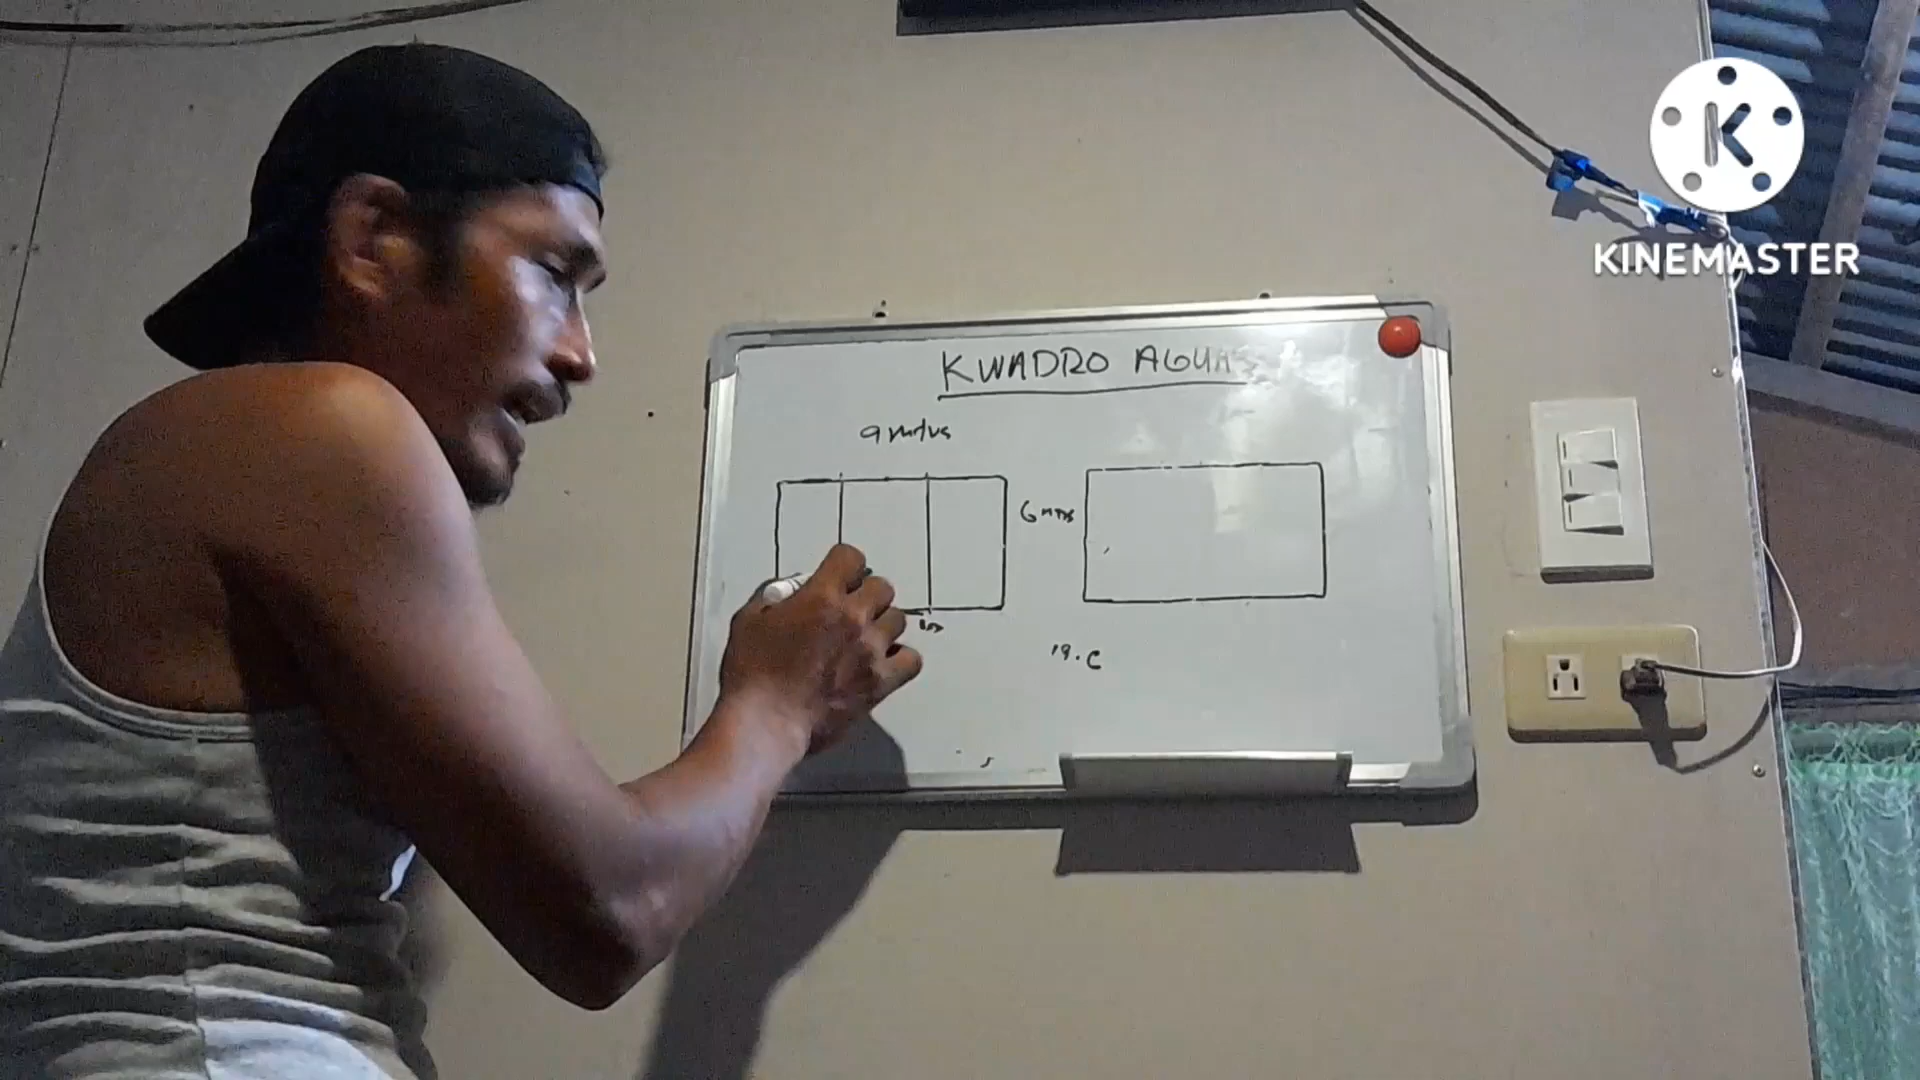 KINEMASTER
KWADRO AGUAS
9 mtrs
6 mtrs
19.C